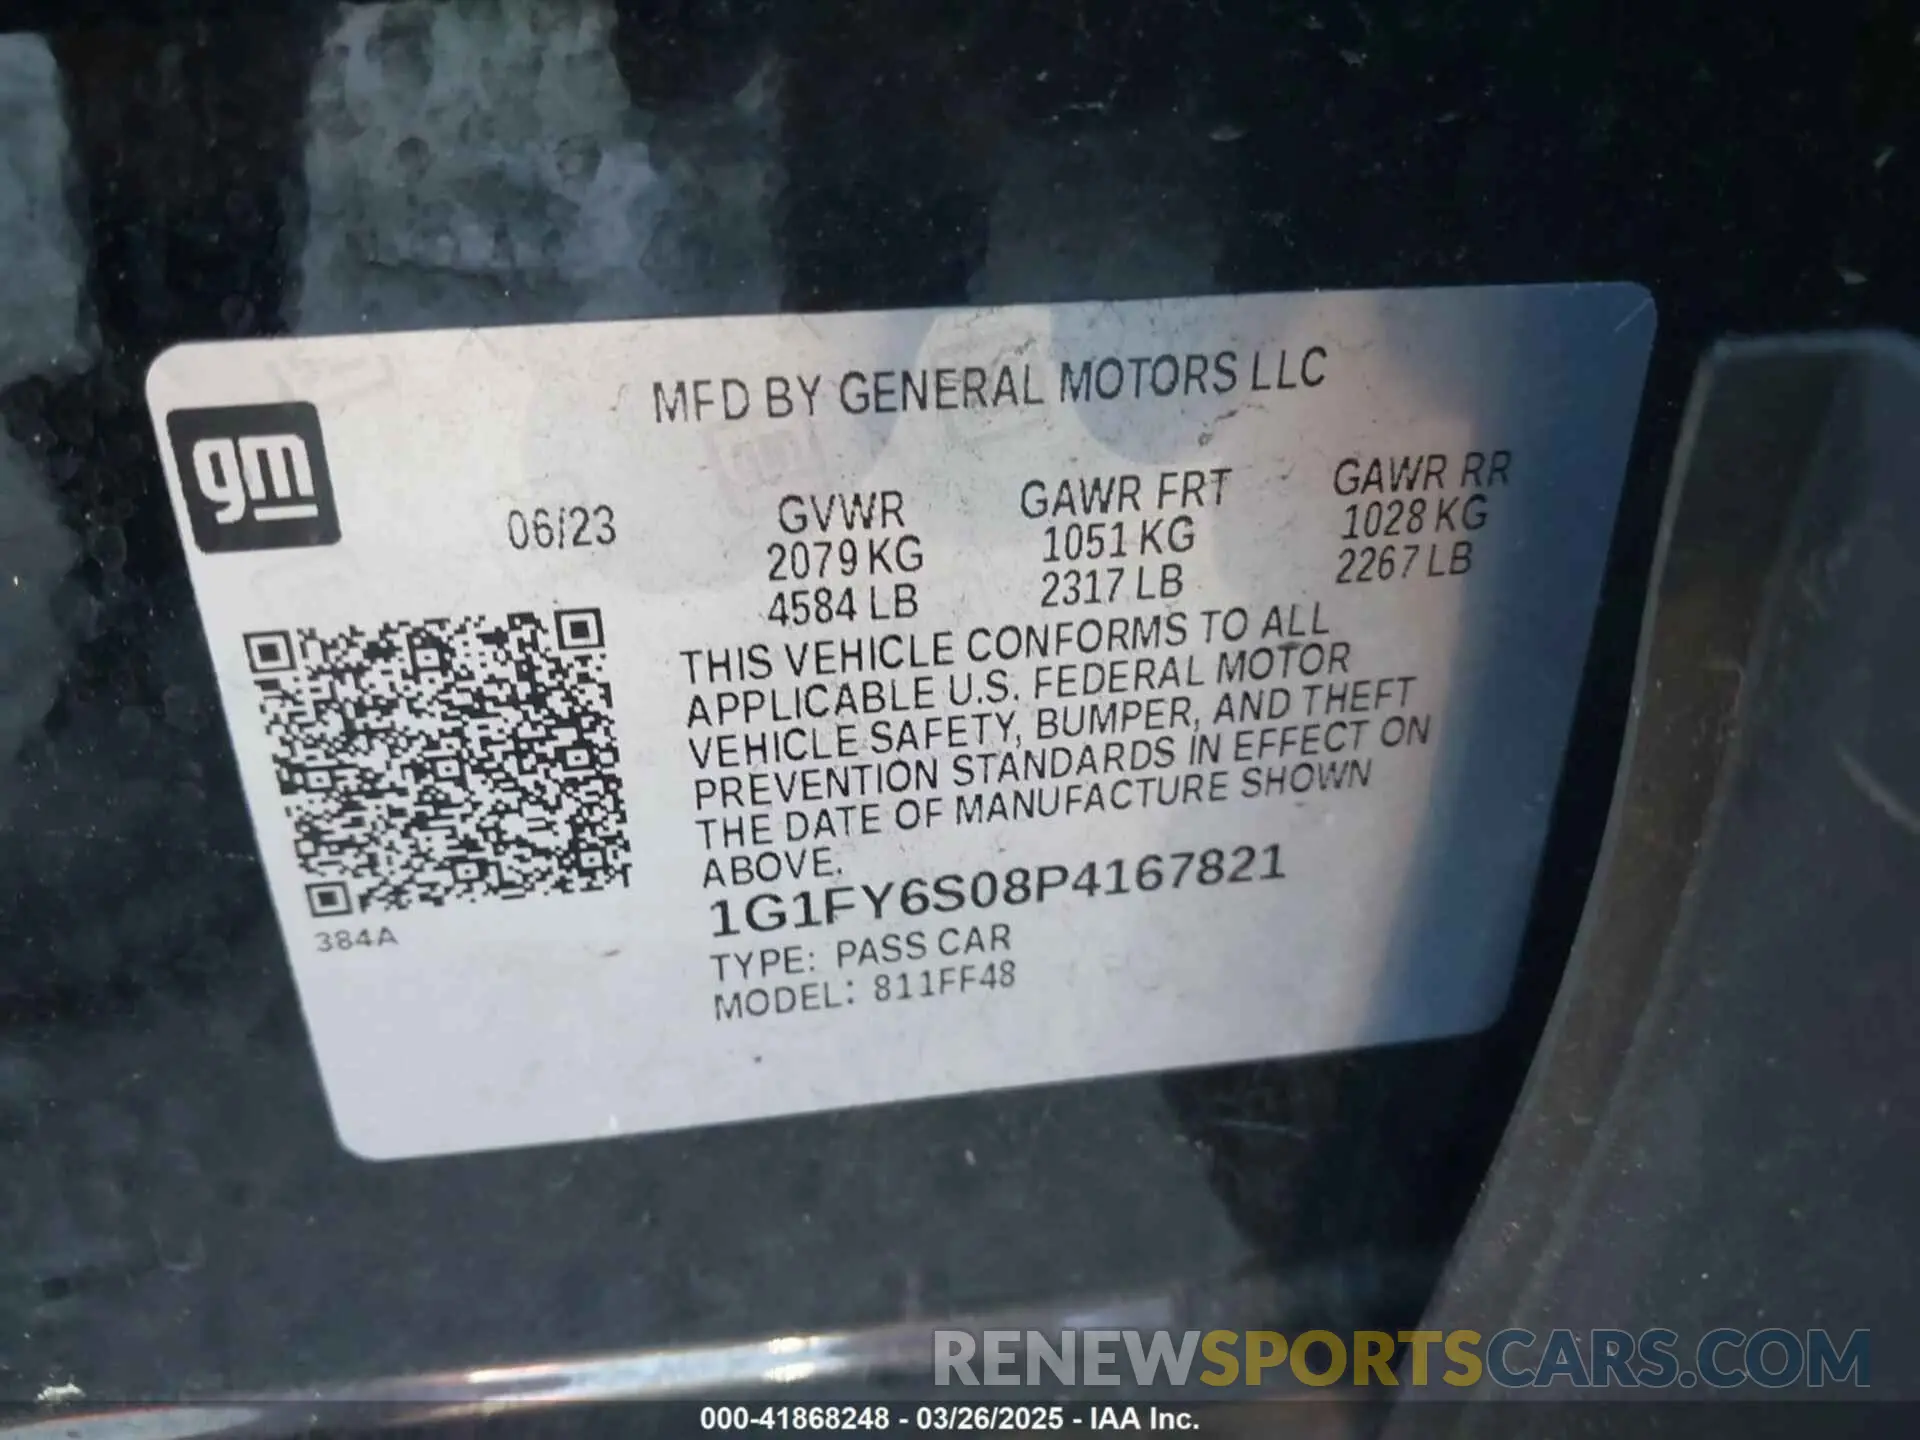 MFD BY GENERAL MOTORS LLC
gm
06/23
GVWR
2079 KG
4584 LB
GAWR FRT
1051 KG
2317 LB
GAWR RR
1028 KG
2267 LB
THIS VEHICLE CONFORMS TO ALL
APPLICABLE U.S. FEDERAL MOTOR
VEHICLE SAFETY, BUMPER, AND THEFT
PREVENTION STANDARDS IN EFFECT ON
THE DATE OF MANUFACTURE SHOWN
ABOVE.
1G1FY6S08P4167821
TYPE: PASS CAR
MODEL: 811FF48
384A
RENEWSPORTSCARS.COM
000-41868248 - 03/26/2025 - IAA Inc.